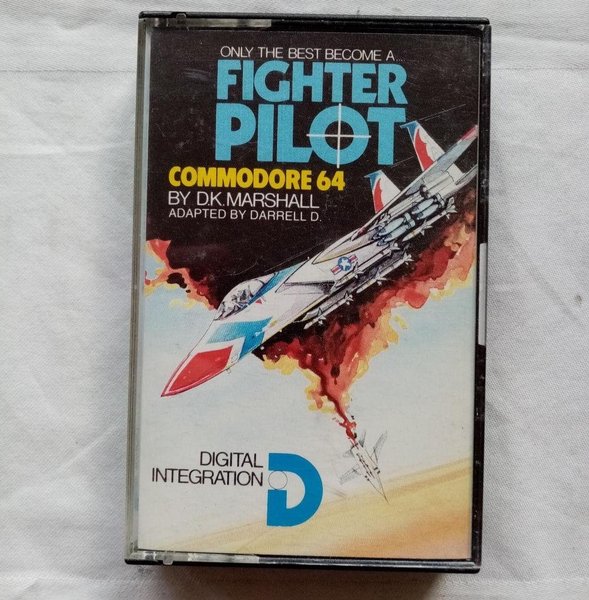 ONLY THE BEST BECOME A...
FIGHTER
PILOT
COMMODORE 64
BY D.K. MARSHALL
ADAPTED BY DARRELL D.
DIGITAL
INTEGRATION
D